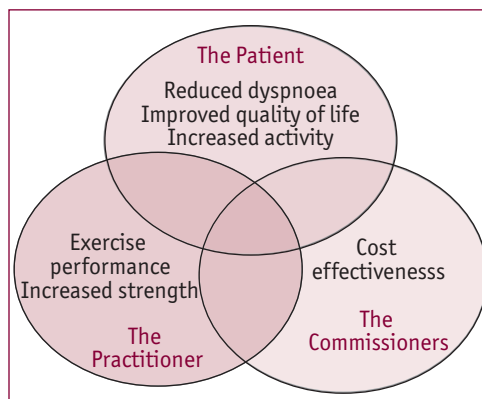 The Patient
Reduced dyspnoea
Improved quality of life
Increased activity
Exercise
performance
Increased strength
The
Practitioner
Cost
effectivenesss
The
Commissioners